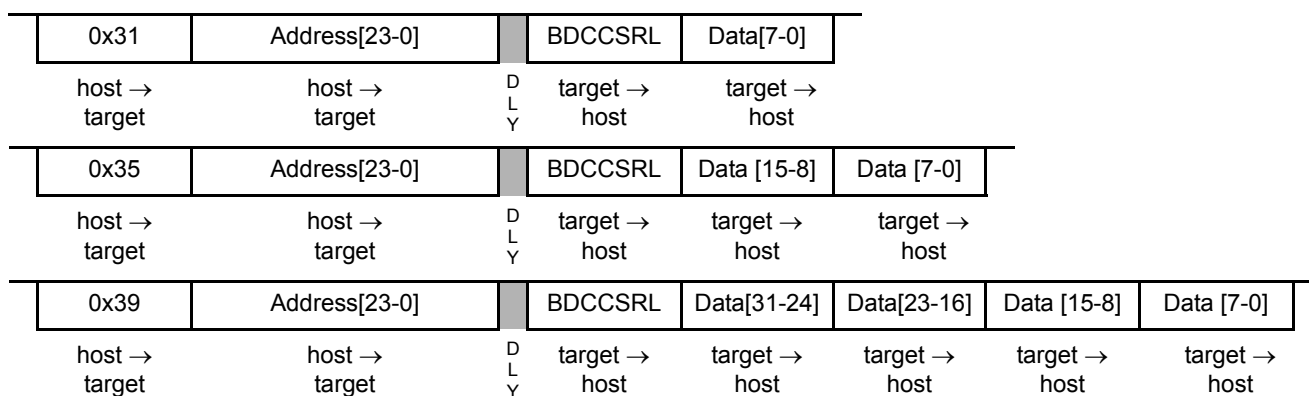 0x31 Address[23-0] BDCCSRL Data[7-0]
host → target host → target D L Y target → host target → host
0x35 Address[23-0] BDCCSRL Data [15-8] Data [7-0]
host → target host → target D L Y target → host target → host target → host
0x39 Address[23-0] BDCCSRL Data[31-24] Data[23-16] Data [15-8] Data [7-0]
host → target host → target D L Y target → host target → host target → host target → host target → host